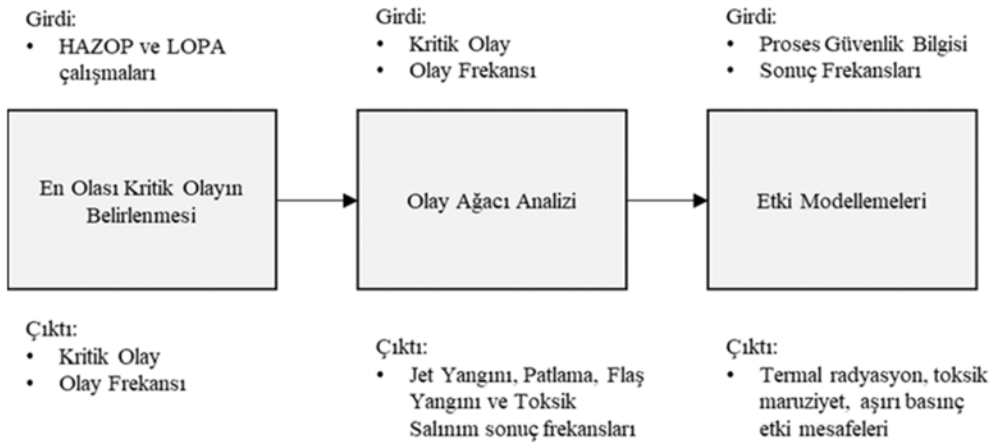 Girdi:
• HAZOP ve LOPA
çalışmaları
En Olası Kritik Olayın
Belirlenmesi
Çıktı:
• Kritik Olay
• Olay Frekansı
Girdi:
• Kritik Olay
• Olay Frekansı
Olay Ağacı Analizi
Çıktı:
• Jet Yangını, Patlama, Flaş
Yangını ve Toksik
Salınım sonuç frekansları
Girdi:
• Proses Güvenlik Bilgisi
• Sonuç Frekansları
Etki Modellemeleri
Çıktı:
• Termal radyasyon, toksik
maruziyet, aşırı basınç
etki mesafeleri